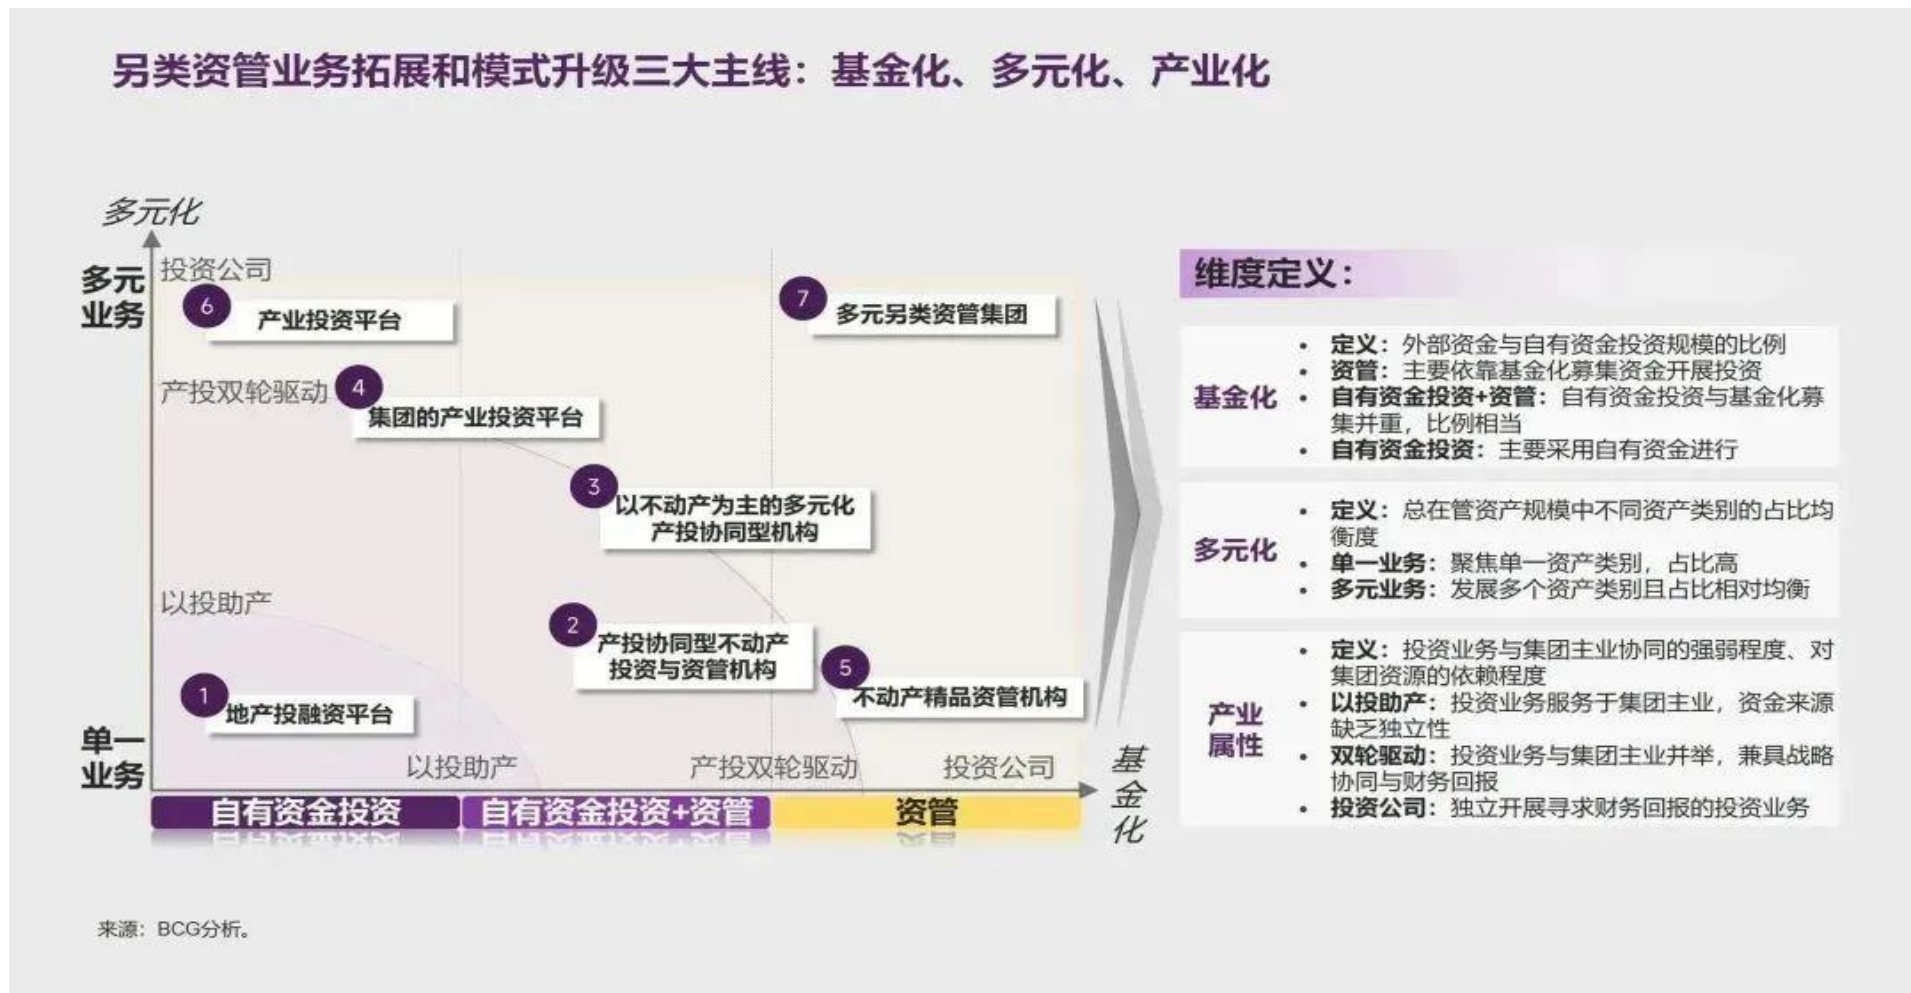 另类资管业务拓展和模式升级三大主线：基金化、多元化、产业化
多元化
多元
业务
投资公司
6
产业投资平台
7
多元另类资管集团
产投双轮驱动
4
集团的产业投资平台
3
以不动产为主的多元化
产投协同型机构
以投助产
2
产投协同型不动产
投资与资管机构
5
不动产精品资管机构
1
地产投融资平台
单一
业务
以投助产
产投双轮驱动
投资公司
基
金
化
自有资金投资
自有资金投资+资管
资管
维度定义：
基金化
• 定义：外部资金与自有资金投资规模的比例
• 资管：主要依靠基金化募集资金开展投资
• 自有资金投资+资管：自有资金投资与基金化募
集并重，比例相当
• 自有资金投资：主要采用自有资金进行
多元化
• 定义：总在管资产规模中不同资产类别的占比均
衡度
• 单一业务：聚焦单一资产类别，占比高
• 多元业务：发展多个资产类别且占比相对均衡
产业
属性
• 定义：投资业务与集团主业协同的强弱程度、对
集团资源的依赖程度
• 以投助产：投资业务服务于集团主业，资金来源
缺乏独立性
• 双轮驱动：投资业务与集团主业并举，兼具战略
协同与财务回报
• 投资公司：独立开展寻求财务回报的投资业务
来源：BCG分析。